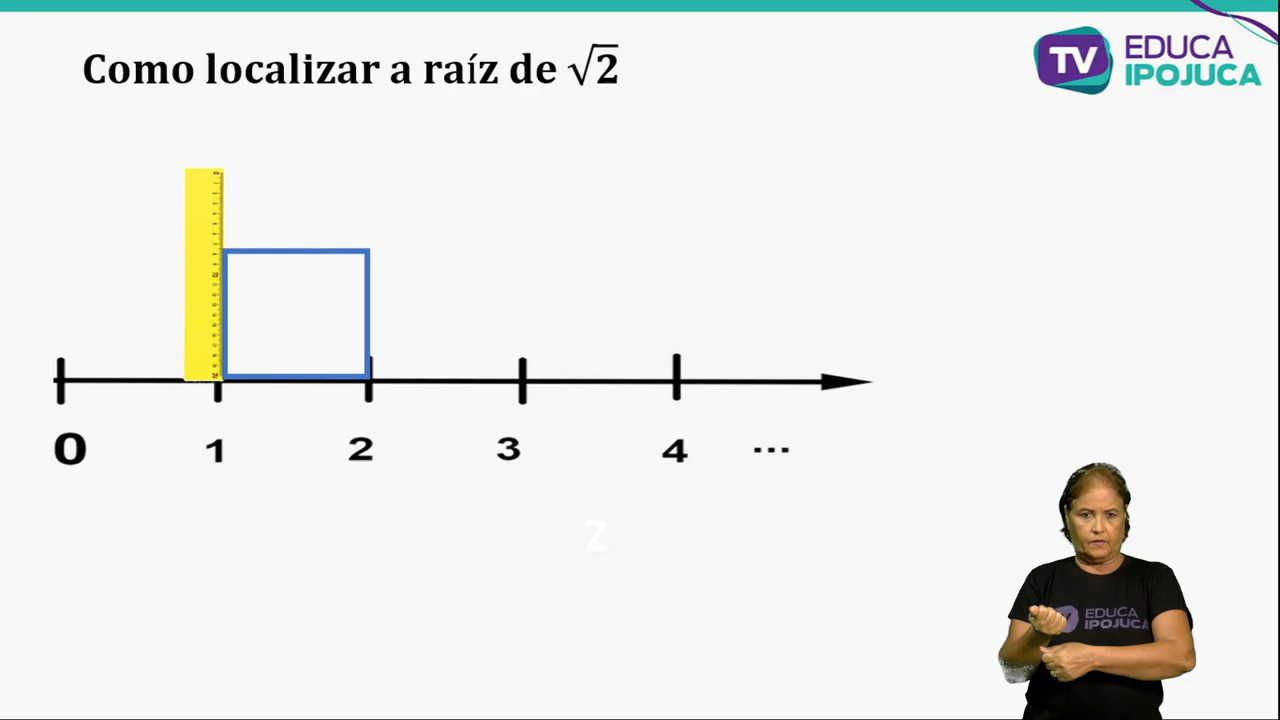 Como localizar a raíz de √2
TV EDUCA
IPOJUCA
0 1 2 3 4 ...
Z
EDUCA
IPOJUCA